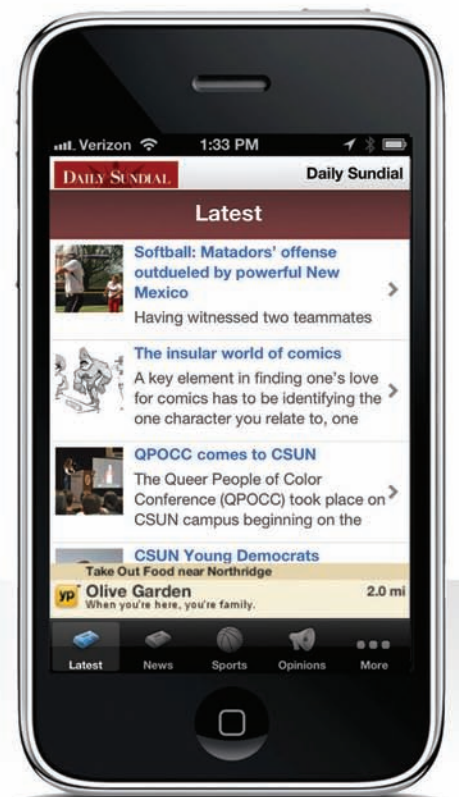 Verizon 1:33 PM
DAILY SUNDIAL Daily Sundial
Latest
Softball: Matadors' offense
outdueled by powerful New
Mexico
Having witnessed two teammates
The insular world of comics
A key element in finding one's love
for comics has to be identifying the
one character you relate to, one
QPOCC comes to CSUN
The Queer People of Color
Conference (QPOCC) took place on
CSUN campus beginning on the
CSUN Young Democrats
Take Out Food near Northridge
yp Olive Garden 2.0 mi
When you're here, you're family.
Latest News Sports Opinions More